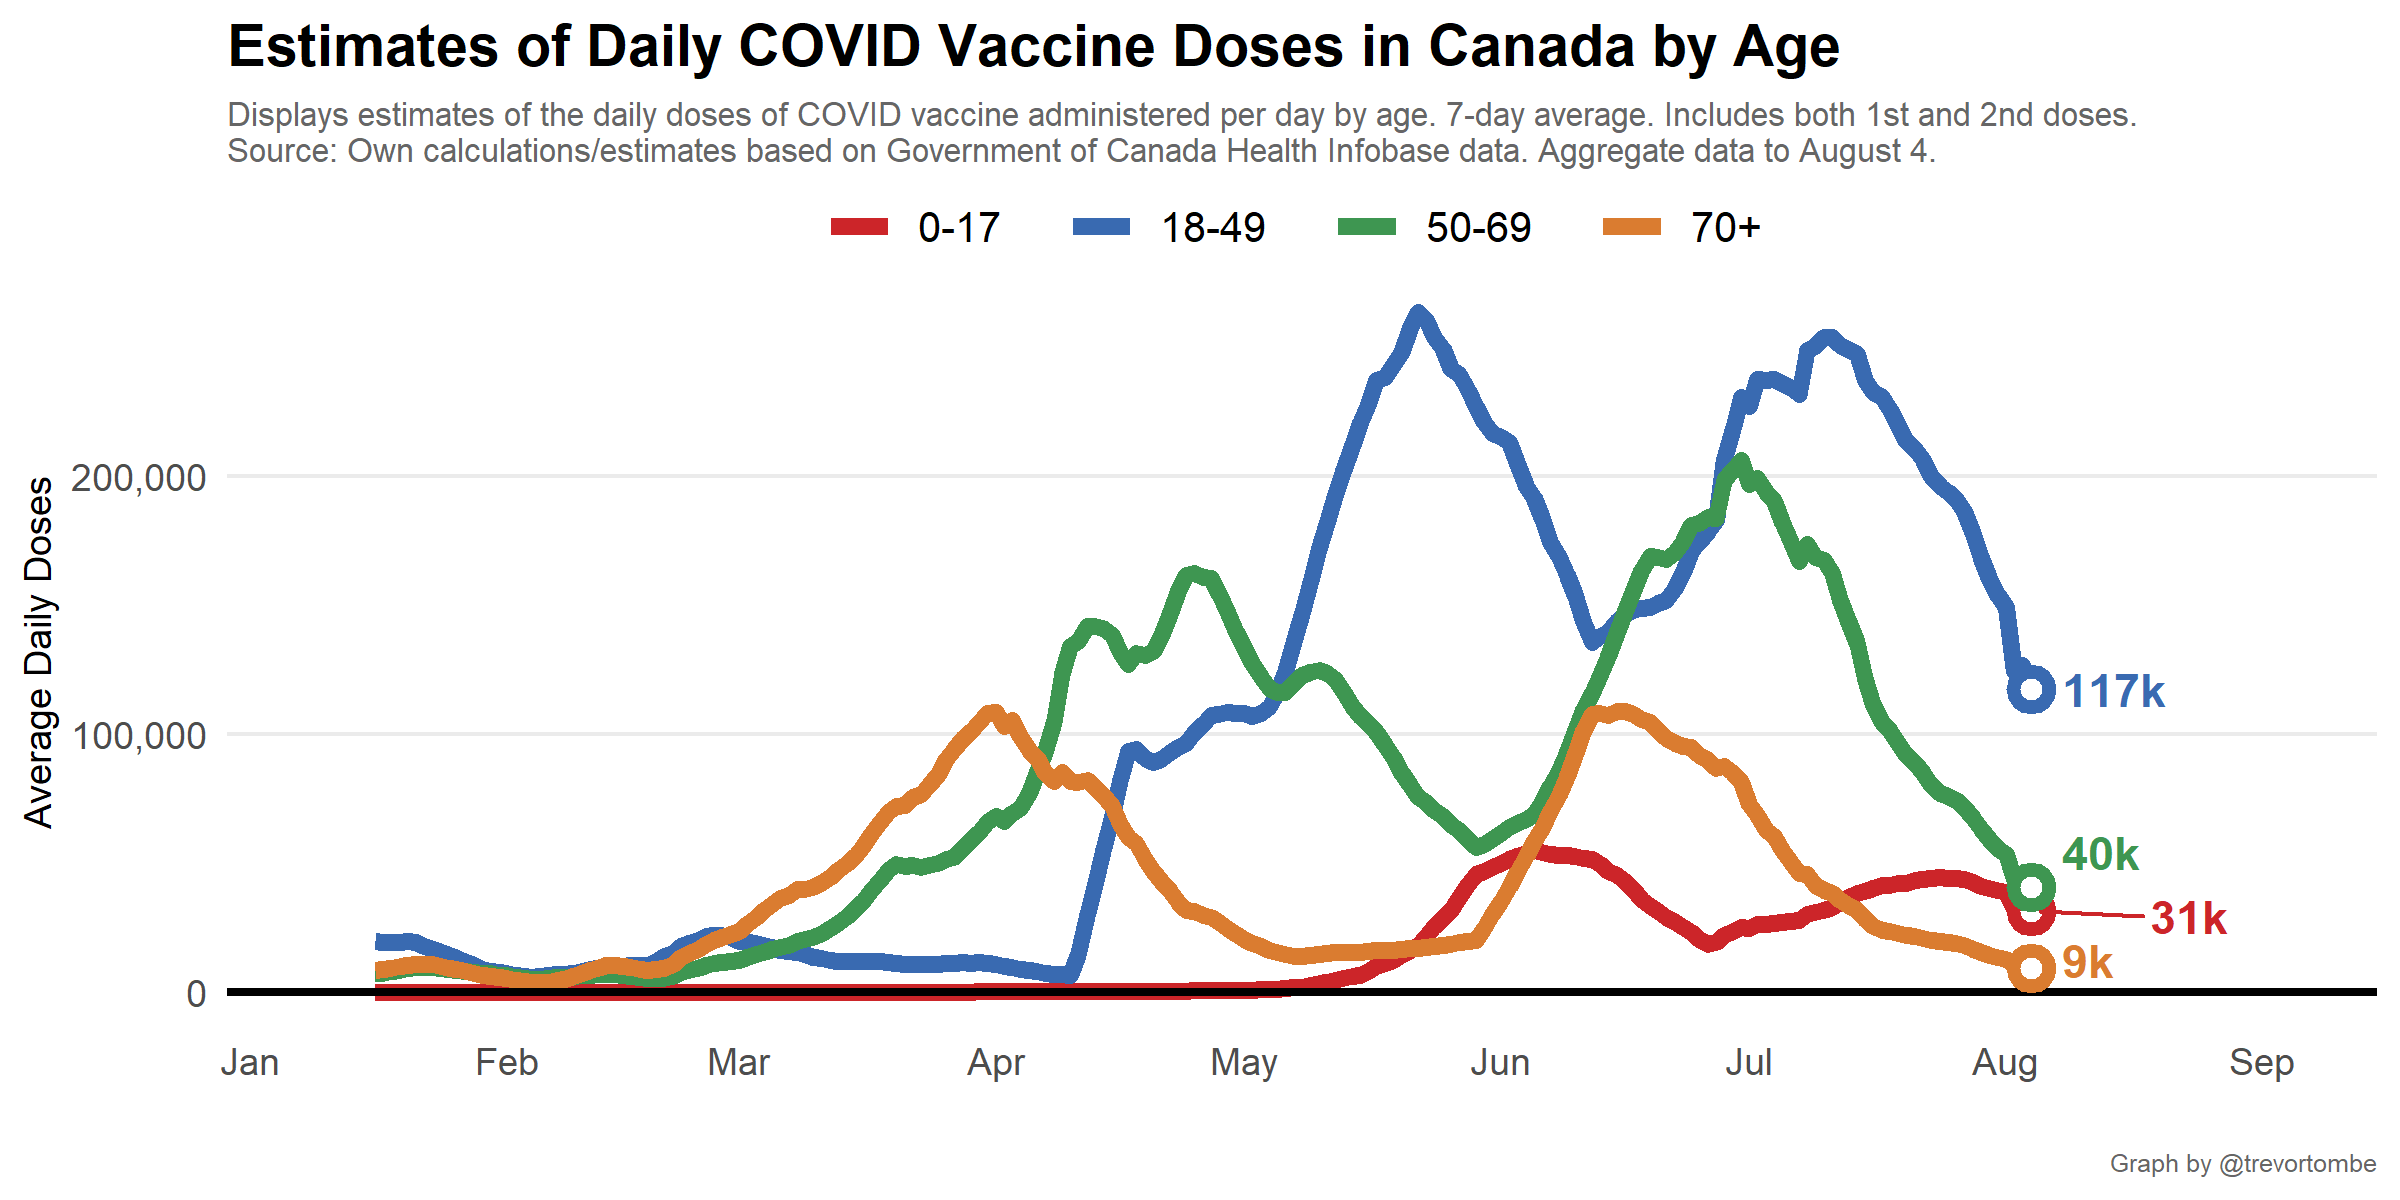 Estimates of Daily COVID Vaccine Doses in Canada by Age
Displays estimates of the daily doses of COVID vaccine administered per day by age. 7-day average. Includes both 1st and 2nd doses.
Source: Own calculations/estimates based on Government of Canada Health Infobase data. Aggregate data to August 4.
0-17 18-49 50-69 70+
Average Daily Doses
200,000
100,000
0
117k
40k
31k
9k
Jan Feb Mar Apr May Jun Jul Aug Sep
Graph by @trevortombe